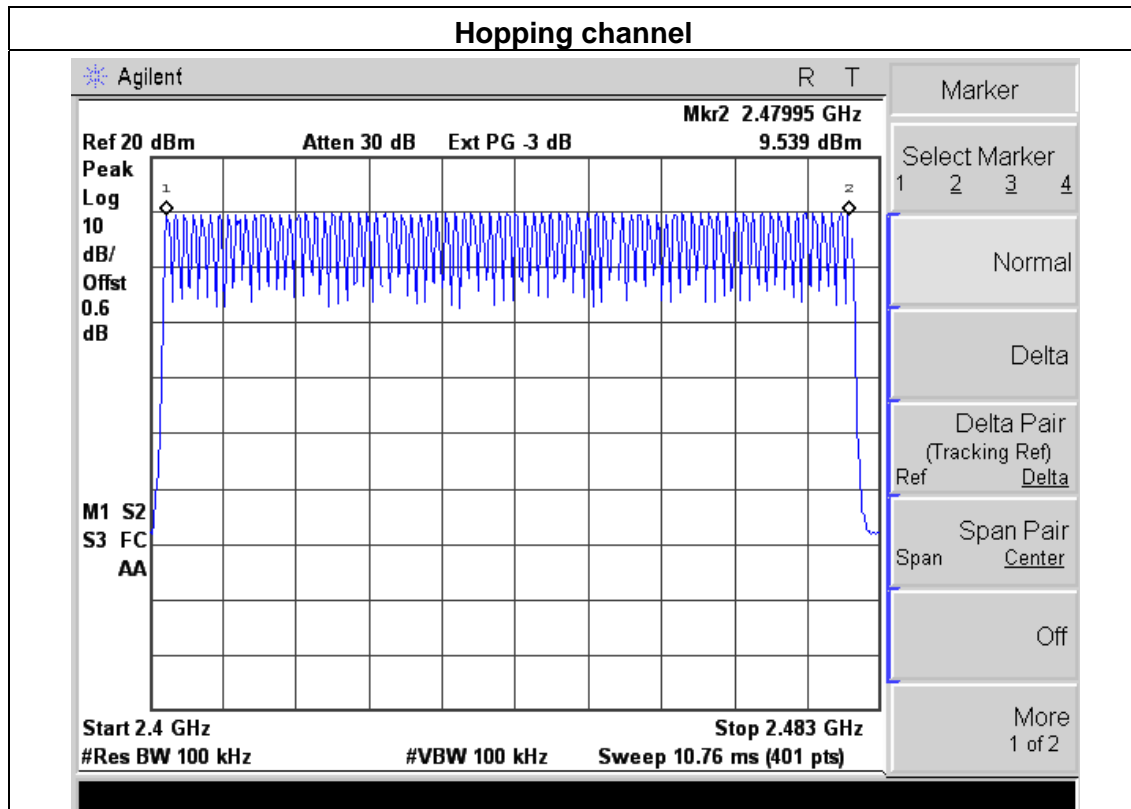 Hopping channel
Agilent R T
Mkr2 2.47995 GHz
Ref 20 dBm Atten 30 dB Ext PG -3 dB 9.539 dBm
Peak
Log
10
dB/
Offst
0.6
dB
1
2
M1 S2
S3 FC
AA
Start 2.4 GHz Stop 2.483 GHz
#Res BW 100 kHz #VBW 100 kHz Sweep 10.76 ms (401 pts)
Marker
Select Marker
1 2 3 4
Normal
Delta
Delta Pair
(Tracking Ref)
Ref Delta
Span Pair
Span Center
Off
More
1 of 2